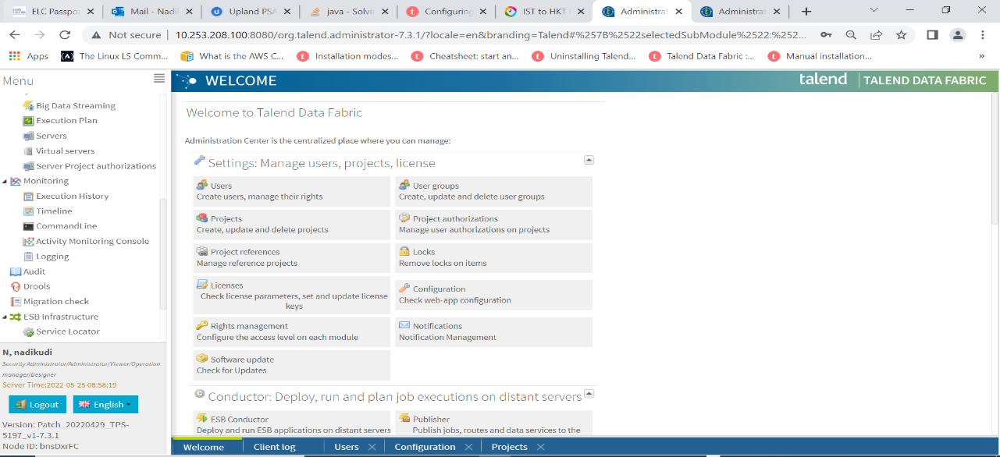 ELC Passpo
Mail - Nadi
Upland PSA
java - Solvi
Configuring
IST to HKT
Administrat
Administrat
Not secure | 10.253.208.100:8080/org.talend.administrator-7.3.1/?locale=en&branding=Talend#%257B%2522selectedSubModule%2522:%252...
Apps
The Linux LS Comm...
What is the AWS C...
Installation modes...
Cheatsheet: start an...
Uninstalling Talend...
Talend Data Fabric :...
Manual installation...
»
Menu
Big Data Streaming
Execution Plan
Servers
Virtual servers
Server Project authorizations
Monitoring
Execution History
Timeline
CommandLine
Activity Monitoring Console
Logging
Audit
Drools
Migration check
ESB Infrastructure
Service Locator
N, nadikudi
Security Administrator/Administrator/Viewer/Operation
manager/Designer
Server Time:2022-05-25 08:58:19
Logout
English
Version: Patch_20220429_TPS-
5197_v1-7.3.1
Node ID: bnsDxrFC
WELCOME
talend
TALEND DATA FABRIC
Welcome to Talend Data Fabric
Administration Center is the centralized place where you can manage:
Settings: Manage users, projects, license
Users
Create users, manage their rights
User groups
Create, update and delete user groups
Projects
Create, update and delete projects
Project authorizations
Manage user authorizations on projects
Project references
Manage reference projects
Locks
Remove locks on items
Licenses
Check license parameters, set and update license
keys
Configuration
Check web-app configuration
Rights management
Configure the access level on each module
Notifications
Notification Management
Software update
Check for Updates
Conductor: Deploy, run and plan job executions on distant servers
ESB Conductor
Deploy and run ESB applications on distant servers
Publisher
Publish jobs, routes and data services to the
Welcome
Client log
Users
Configuration
Projects